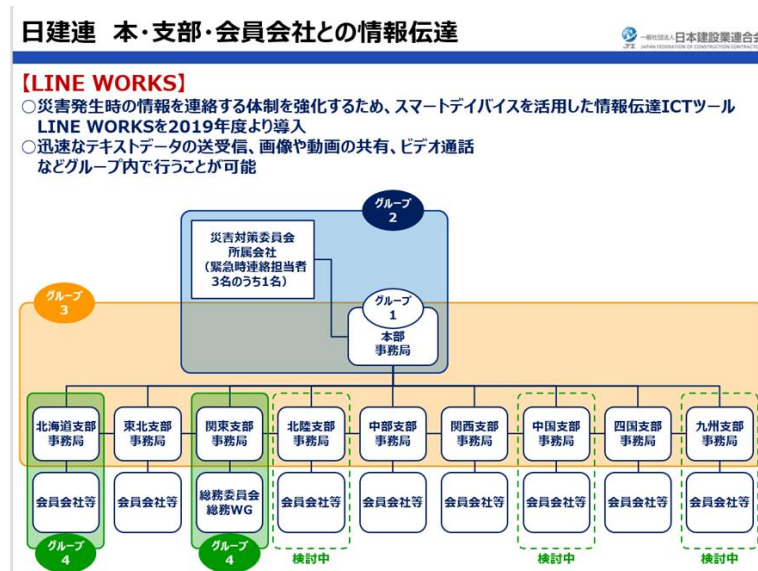 日建連 本・支部・会員会社との情報伝達
一般社団法人日本建設業連合会
JAPAN FEDERATION OF CONSTRUCTION CONTRACTORS
【LINE WORKS】
○災害発生時の情報を連絡する体制を強化するため、スマートデイバイスを活用した情報伝達ICTツール
LINE WORKSを2019年度より導入
○迅速なテキストデータの送受信、画像や動画の共有、ビデオ通話
などグループ内で行うことが可能
グループ
2
災害対策委員会
所属会社
（緊急時連絡担当者
3名のうち1名）
グループ
3
グループ
1
本部
事務局
北海道支部
事務局
東北支部
事務局
関東支部
事務局
北陸支部
事務局
中部支部
事務局
関西支部
事務局
中国支部
事務局
四国支部
事務局
九州支部
事務局
会員会社等
会員会社等
総務委員会
総務WG
会員会社等
会員会社等
会員会社等
会員会社等
会員会社等
会員会社等
グループ
4
グループ
4
検討中
検討中
検討中